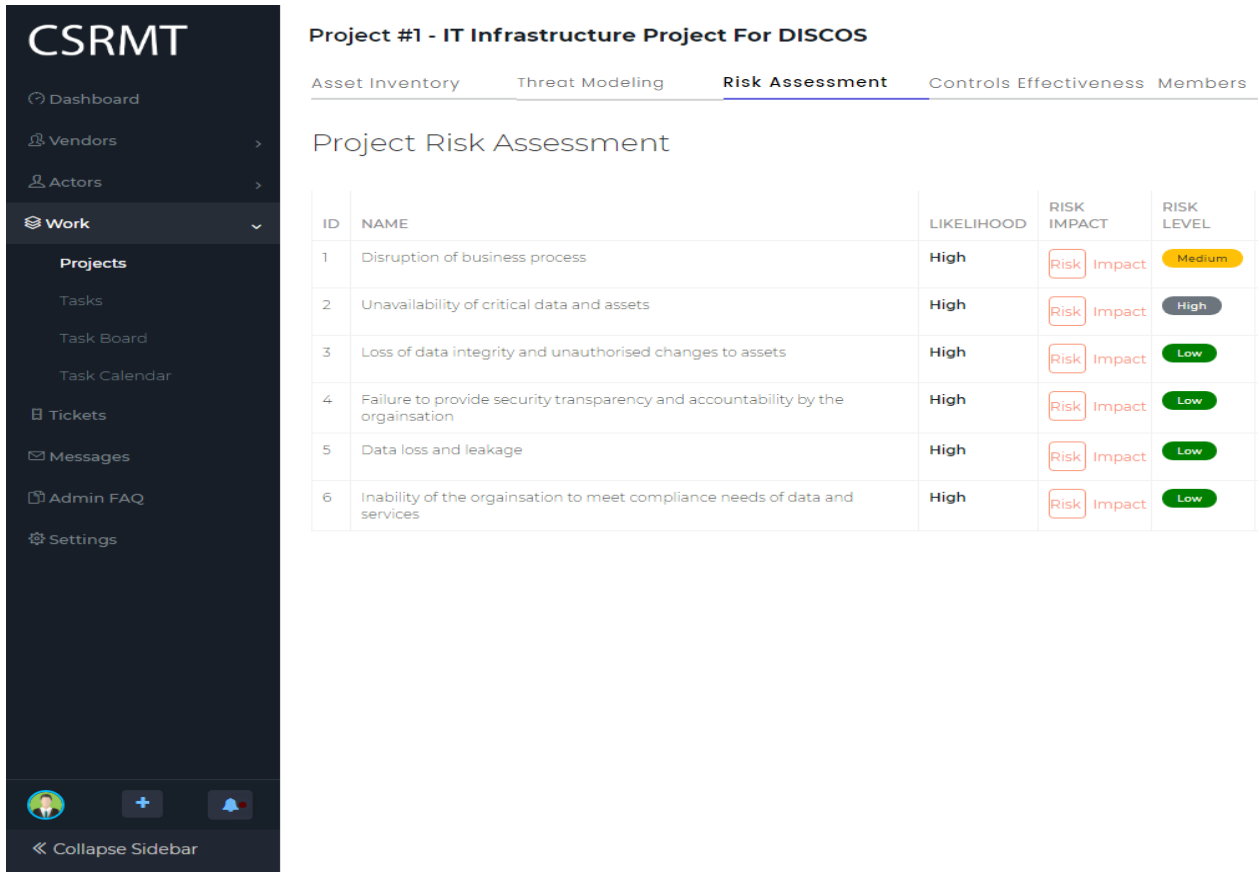 CSRMT
Dashboard
Vendors
Actors
Work
Projects
Tasks
Task Board
Task Calendar
Tickets
Messages
Admin FAQ
Settings
Collapse Sidebar
Project #1 - IT Infrastructure Project For DISCOS
Asset Inventory Threat Modeling Risk Assessment Controls Effectiveness Members
Project Risk Assessment
ID NAME LIKELIHOOD RISK IMPACT RISK LEVEL
1 Disruption of business process High Risk Impact Medium
2 Unavailability of critical data and assets High Risk Impact High
3 Loss of data integrity and unauthorised changes to assets High Risk Impact Low
4 Failure to provide security transparency and accountability by the High Risk Impact Low
orgainsation
5 Data loss and leakage High Risk Impact Low
6 Inability of the orgainsation to meet compliance needs of data and High Risk Impact Low
services